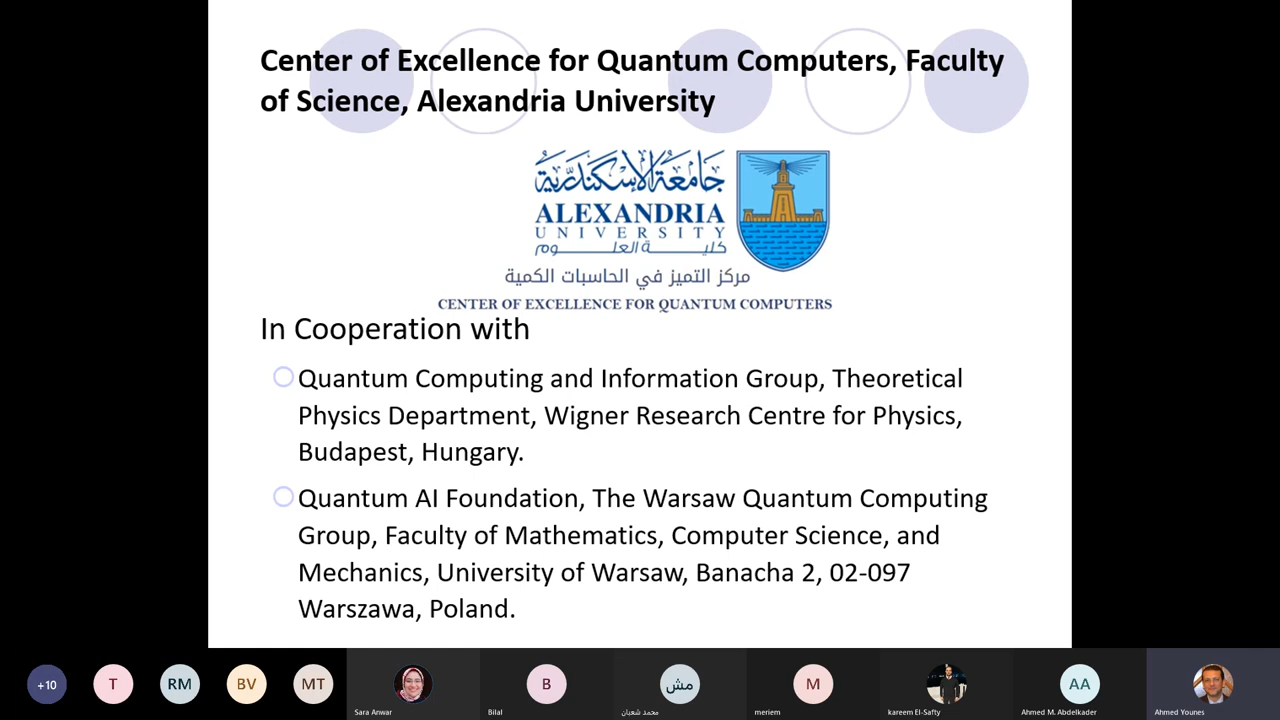 Center of Excellence for Quantum Computers, Faculty
of Science, Alexandria University
جامعة الإسكندرية
ALEXANDRIA
UNIVERSITY
كلية العلوم
مركز التميز في الحاسبات الكمية
CENTER OF EXCELLENCE FOR QUANTUM COMPUTERS
In Cooperation with
Quantum Computing and Information Group, Theoretical
Physics Department, Wigner Research Centre for Physics,
Budapest, Hungary.
Quantum AI Foundation, The Warsaw Quantum Computing
Group, Faculty of Mathematics, Computer Science, and
Mechanics, University of Warsaw, Banacha 2, 02-097
Warszawa, Poland.
+10 T RM BV MT B مش M AA
Sara Anwar Bilal محمد شعبان meriem kareem El-Safty Ahmed M. Abdelkader Ahmed Younes